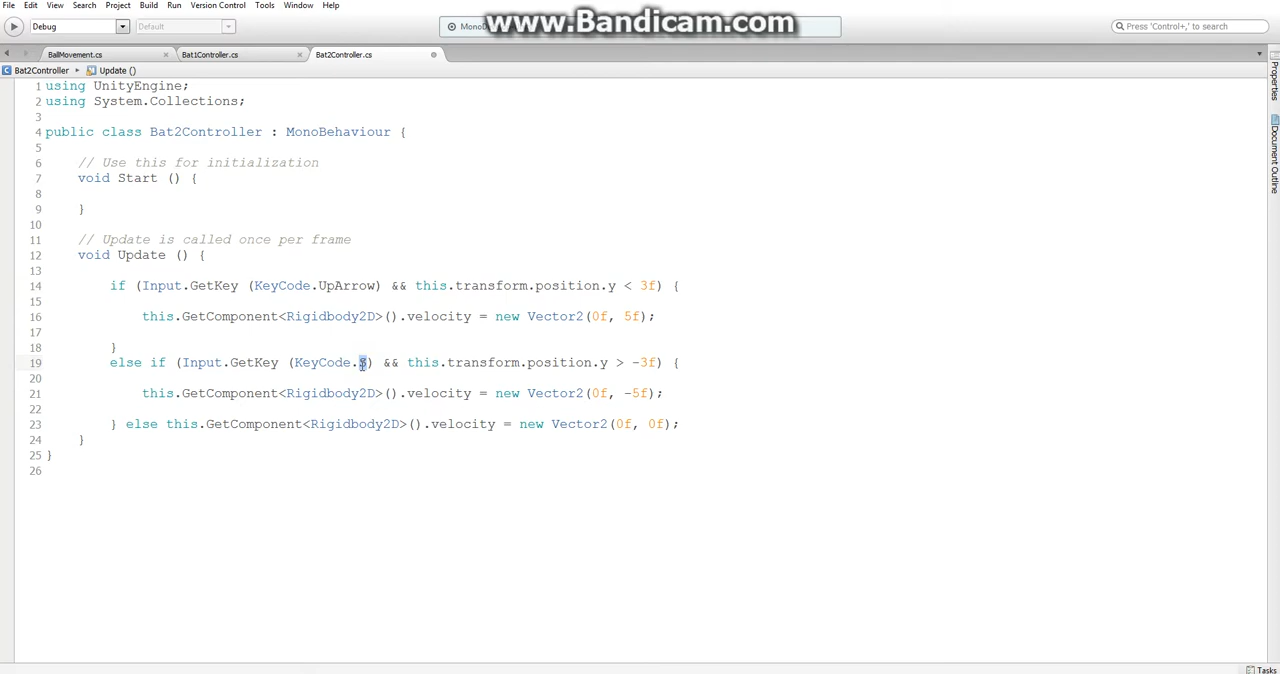 File Edit View Search Project Build Run Version Control Tools Window Help
www.Bandicam.com
Debug Default Press 'Control+,' to search
BallMovement.cs Bat1Controller.cs Bat2Controller.cs
Bat2Controller Update ()
1 using UnityEngine;
2 using System.Collections;
3
4 public class Bat2Controller : MonoBehaviour {
5
6 // Use this for initialization
7 void Start () {
8
9 }
10
11 // Update is called once per frame
12 void Update () {
13
14 if (Input.GetKey (KeyCode.UpArrow) && this.transform.position.y < 3f) {
15
16 this.GetComponent<Rigidbody2D>().velocity = new Vector2(0f, 5f);
17
18 }
19 else if (Input.GetKey (KeyCode. ) && this.transform.position.y > -3f) {
20
21 this.GetComponent<Rigidbody2D>().velocity = new Vector2(0f, -5f);
22
23 } else this.GetComponent<Rigidbody2D>().velocity = new Vector2(0f, 0f);
24 }
25 }
26
Properties
Document Outline
Tasks